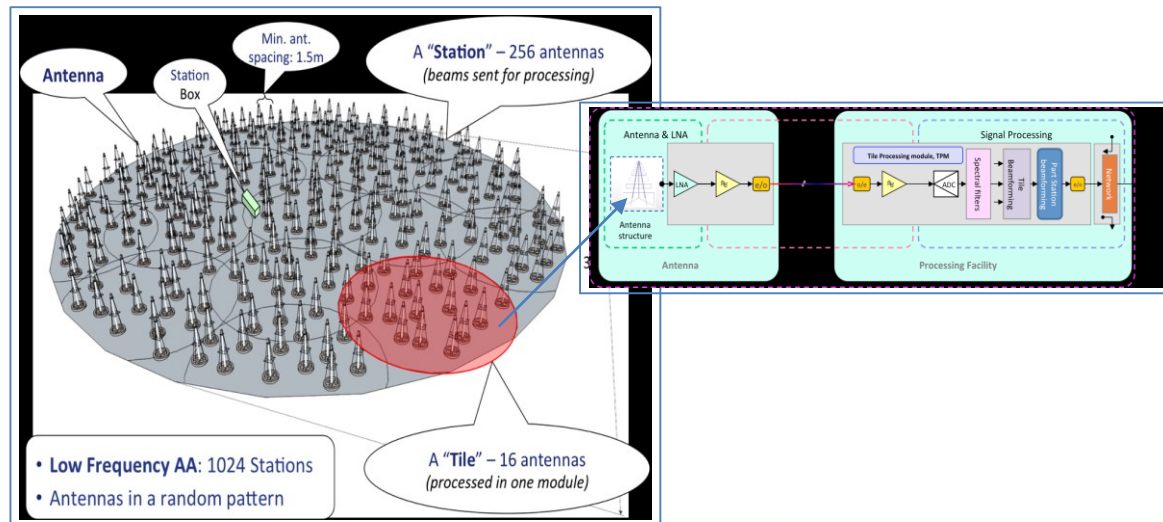 Min. ant.
spacing: 1.5m
A “Station” – 256 antennas
(beams sent for processing)
Antenna
Station
Box
Antenna & LNA
Signal Processing
Tile Processing module, TPM
LNA
e/o
o/e
ADC
Spectral filters
Tile
Beamforming
Part Station
beamforming
e/o
Network
Antenna
structure
3
Antenna
Processing Facility
A “Tile” – 16 antennas
(processed in one module)
• Low Frequency AA: 1024 Stations
• Antennas in a random pattern